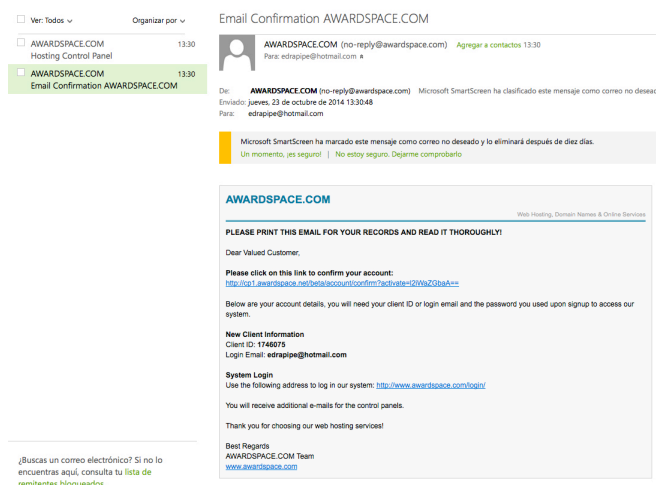 Ver: Todos
Organizar por
AWARDSPACE.COM 13:30
Hosting Control Panel
AWARDSPACE.COM 13:30
Email Confirmation AWARDSPACE.COM
¿Buscas un correo electrónico? Si no lo
encuentras aquí, consulta tu lista de
remitentes bloqueados
Email Confirmation AWARDSPACE.COM
AWARDSPACE.COM (no-reply@awardspace.com) Agregar a contactos 13:30
Para: edrapipe@hotmail.com
De: AWARDSPACE.COM (no-reply@awardspace.com) Microsoft SmartScreen ha clasificado este mensaje como correo no
Enviado: jueves, 23 de octubre de 2014 13:30:48
Para: edrapipe@hotmail.com
Microsoft SmartScreen ha marcado este mensaje como correo no deseado y lo eliminará después de diez días.
Un momento, ¡es seguro! | No estoy seguro. Dejarme comprobarlo
AWARDSPACE.COM
Web Hosting, Domain Names & Online Services
PLEASE PRINT THIS EMAIL FOR YOUR RECORDS AND READ IT THOROUGHLY!
Dear Valued Customer,
Please click on this link to confirm your account:
http://cp1.awardspace.net/beta/account/confirm?activate=I2IWaZGbaA==
Below are your account details, you will need your client ID or login email and the password you used upon signup to access our
system.
New Client Information
Client ID: 1746075
Login Email: edrapipe@hotmail.com
System Login
Use the following address to log in our system: http://www.awardspace.com/login/
You will receive additional e-mails for the control panels.
Thank you for choosing our web hosting services!
Best Regards
AWARDSPACE.COM Team
www.awardspace.com